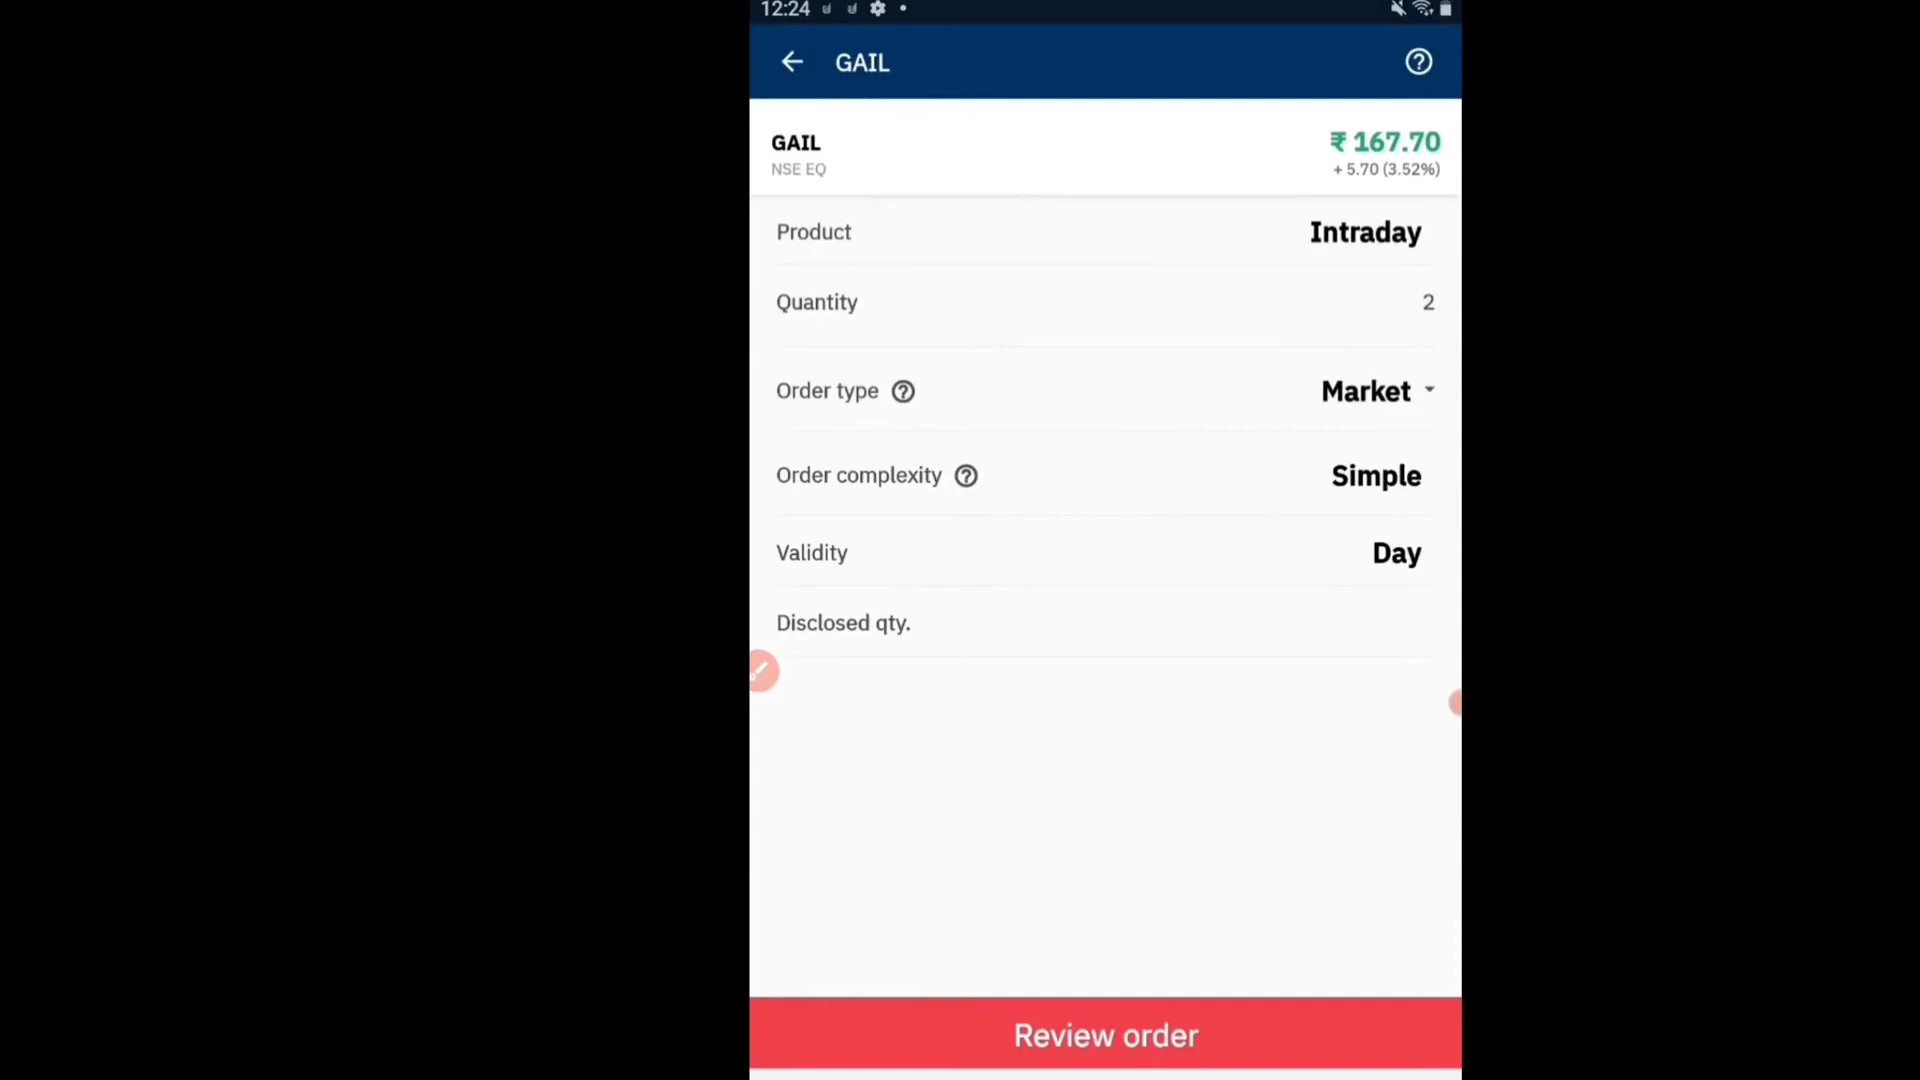 12:24
GAIL
GAIL
₹ 167.70
NSE EQ
+ 5.70 (3.52%)
Product
Intraday
Quantity
2
Order type
Market
Order complexity
Simple
Validity
Day
Disclosed qty.
Review order